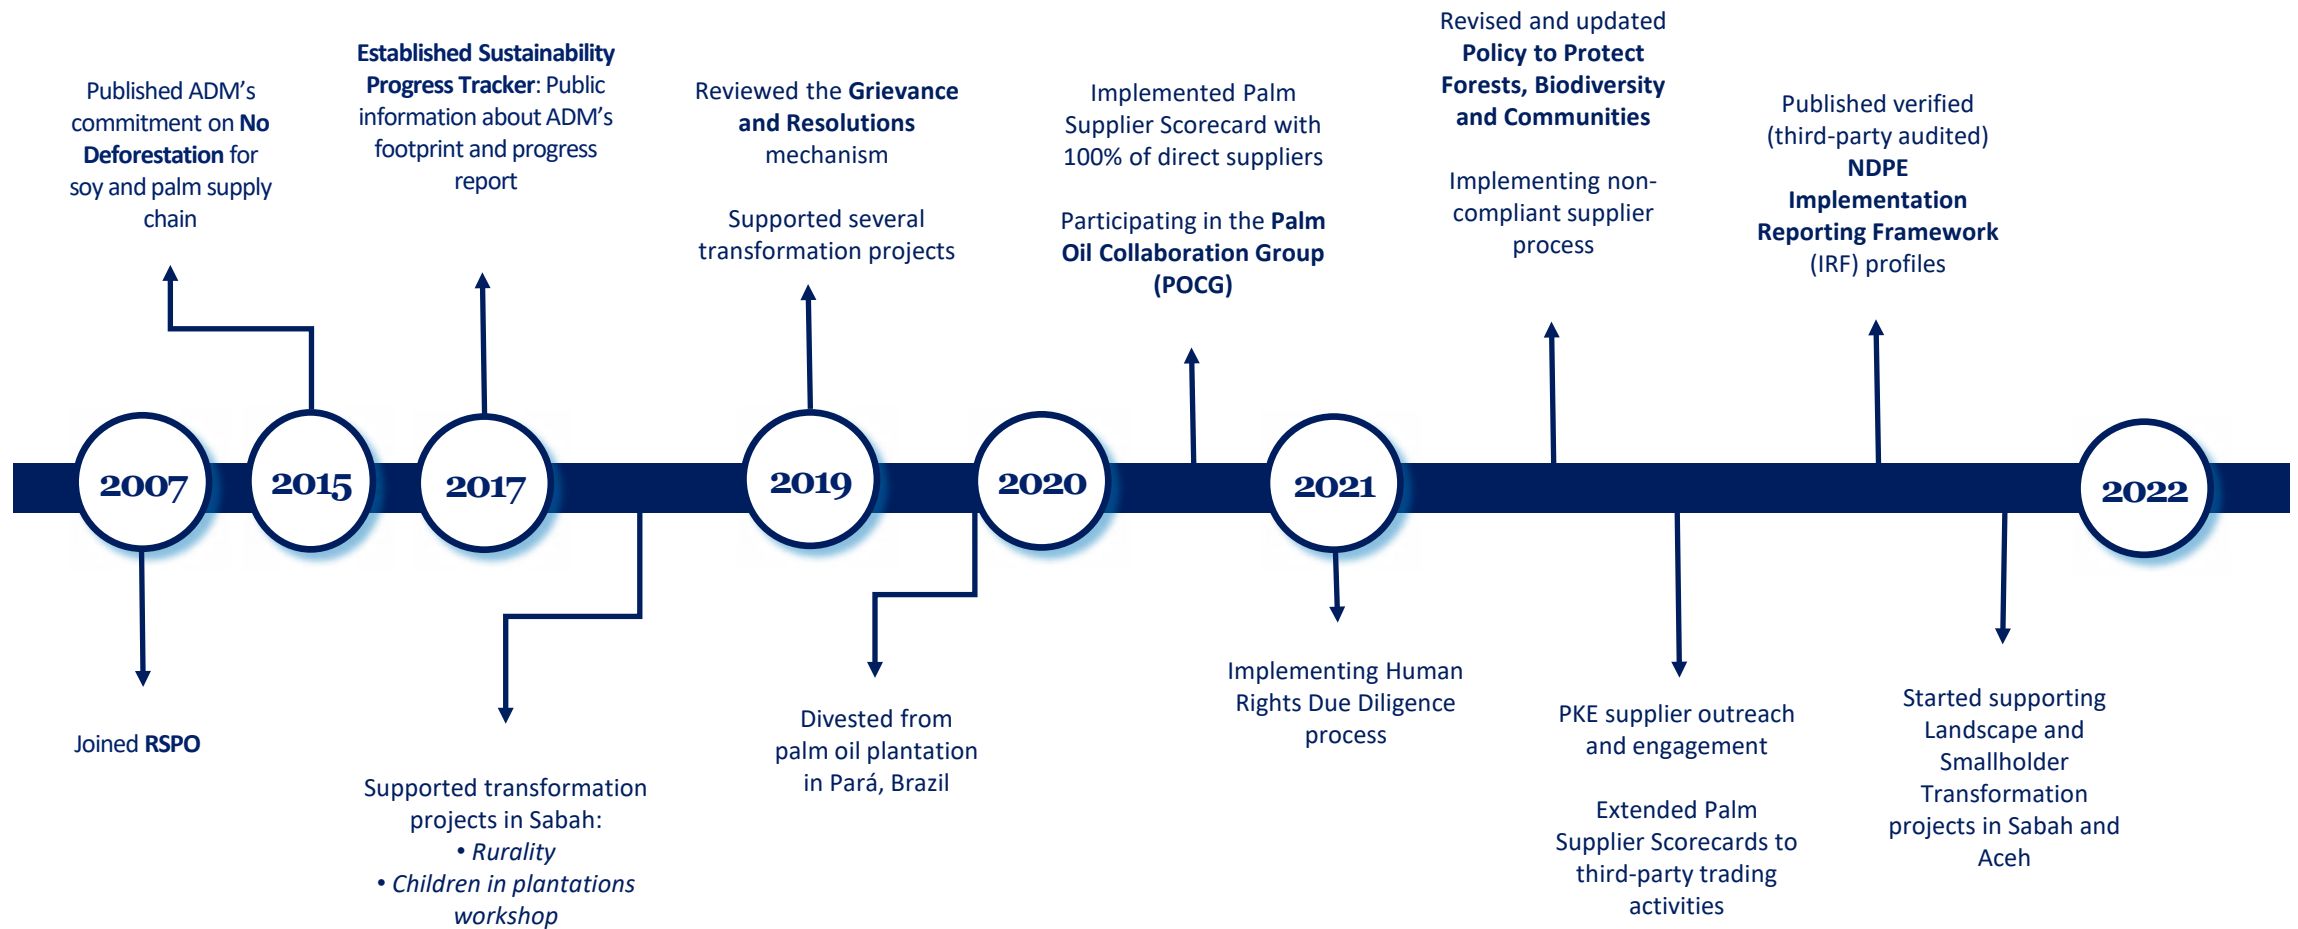 Published ADM's
commitment on No
Deforestation for
soy and palm supply
chain
Established Sustainability
Progress Tracker: Public
information about ADM's
footprint and progress
report
Reviewed the Grievance
and Resolutions
mechanism
Supported several
transformation projects
Implemented Palm
Supplier Scorecard with
100% of direct suppliers
Participating in the Palm
Oil Collaboration Group
(POCG)
Revised and updated
Policy to Protect
Forests, Biodiversity
and Communities
Implementing non-
compliant supplier
process
Published verified
(third-party audited)
NDPE
Implementation
Reporting Framework
(IRF) profiles
2007
2015
2017
2019
2020
2021
2022
Joined RSPO
Supported transformation
projects in Sabah:
• Rurality
• Children in plantations
workshop
Divested from
palm oil plantation
in Pará, Brazil
Implementing Human
Rights Due Diligence
process
PKE supplier outreach
and engagement
Extended Palm
Supplier Scorecards to
third-party trading
activities
Started supporting
Landscape and
Smallholder
Transformation
projects in Sabah and
Aceh